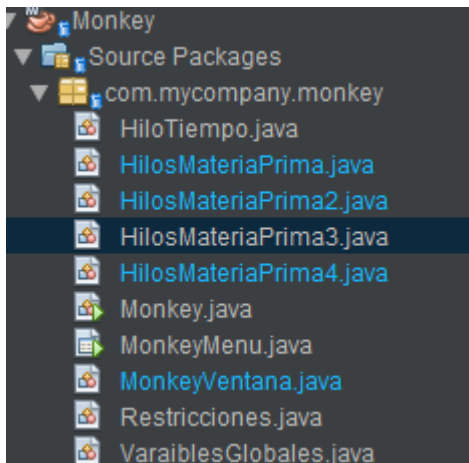 Monkey
Source Packages
com.mycompany.monkey
HiloTiempo.java
HilosMateriaPrima.java
HilosMateriaPrima2.java
HilosMateriaPrima3.java
HilosMateriaPrima4.java
Monkey.java
MonkeyMenu.java
MonkeyVentana.java
Restricciones.java
VaraiblesGlobales.java